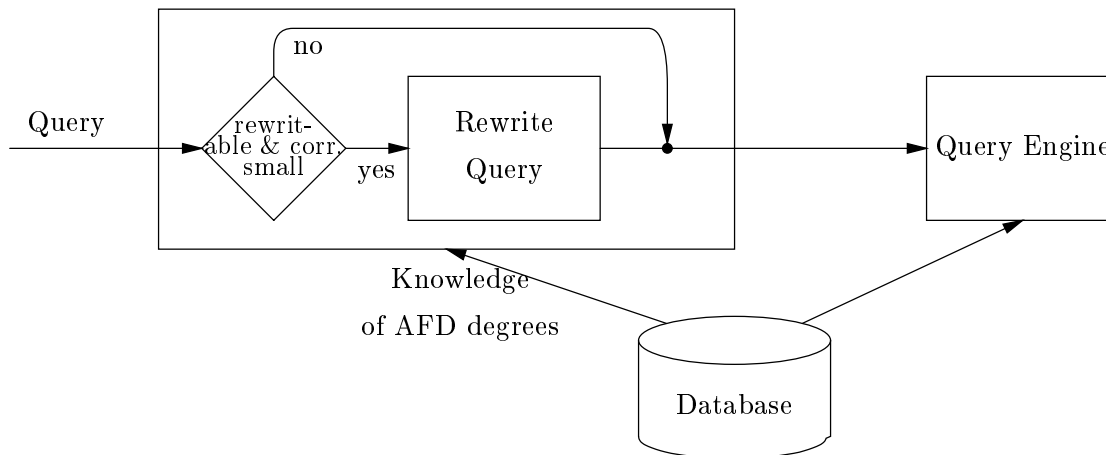 no
Query
rewrit-
able & corr.
small
yes
Rewrite
Query
Query Engine
Knowledge
of AFD degrees
Database